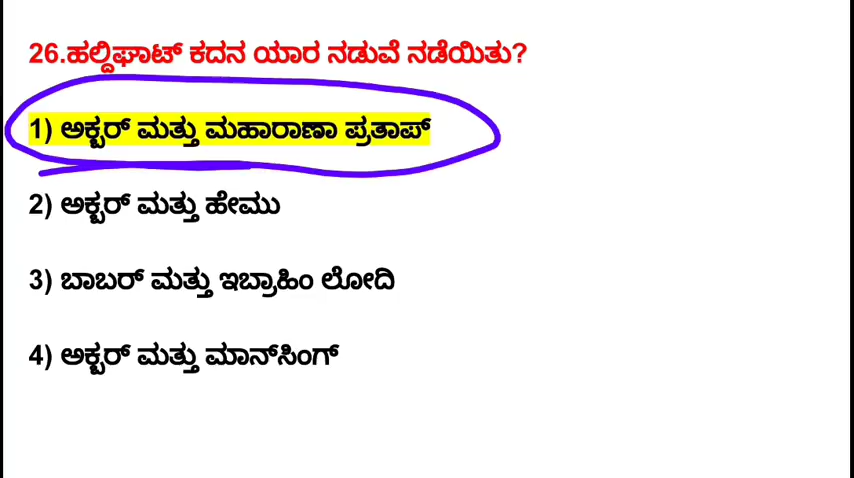 26.ಹಲ್ದಿಘಾಟ್ ಕದನ ಯಾರ ನಡುವೆ ನಡೆಯಿತು?
1) ಅಕ್ಬರ್ ಮತ್ತು ಮಹಾರಾಣಾ ಪ್ರತಾಪ್
2) ಅಕ್ಬರ್ ಮತ್ತು ಹೇಮು
3) ಬಾಬರ್ ಮತ್ತು ಇಬ್ರಾಹಿಂ ಲೋದಿ
4) ಅಕ್ಬರ್ ಮತ್ತು ಮಾನ್‌ಸಿಂಗ್